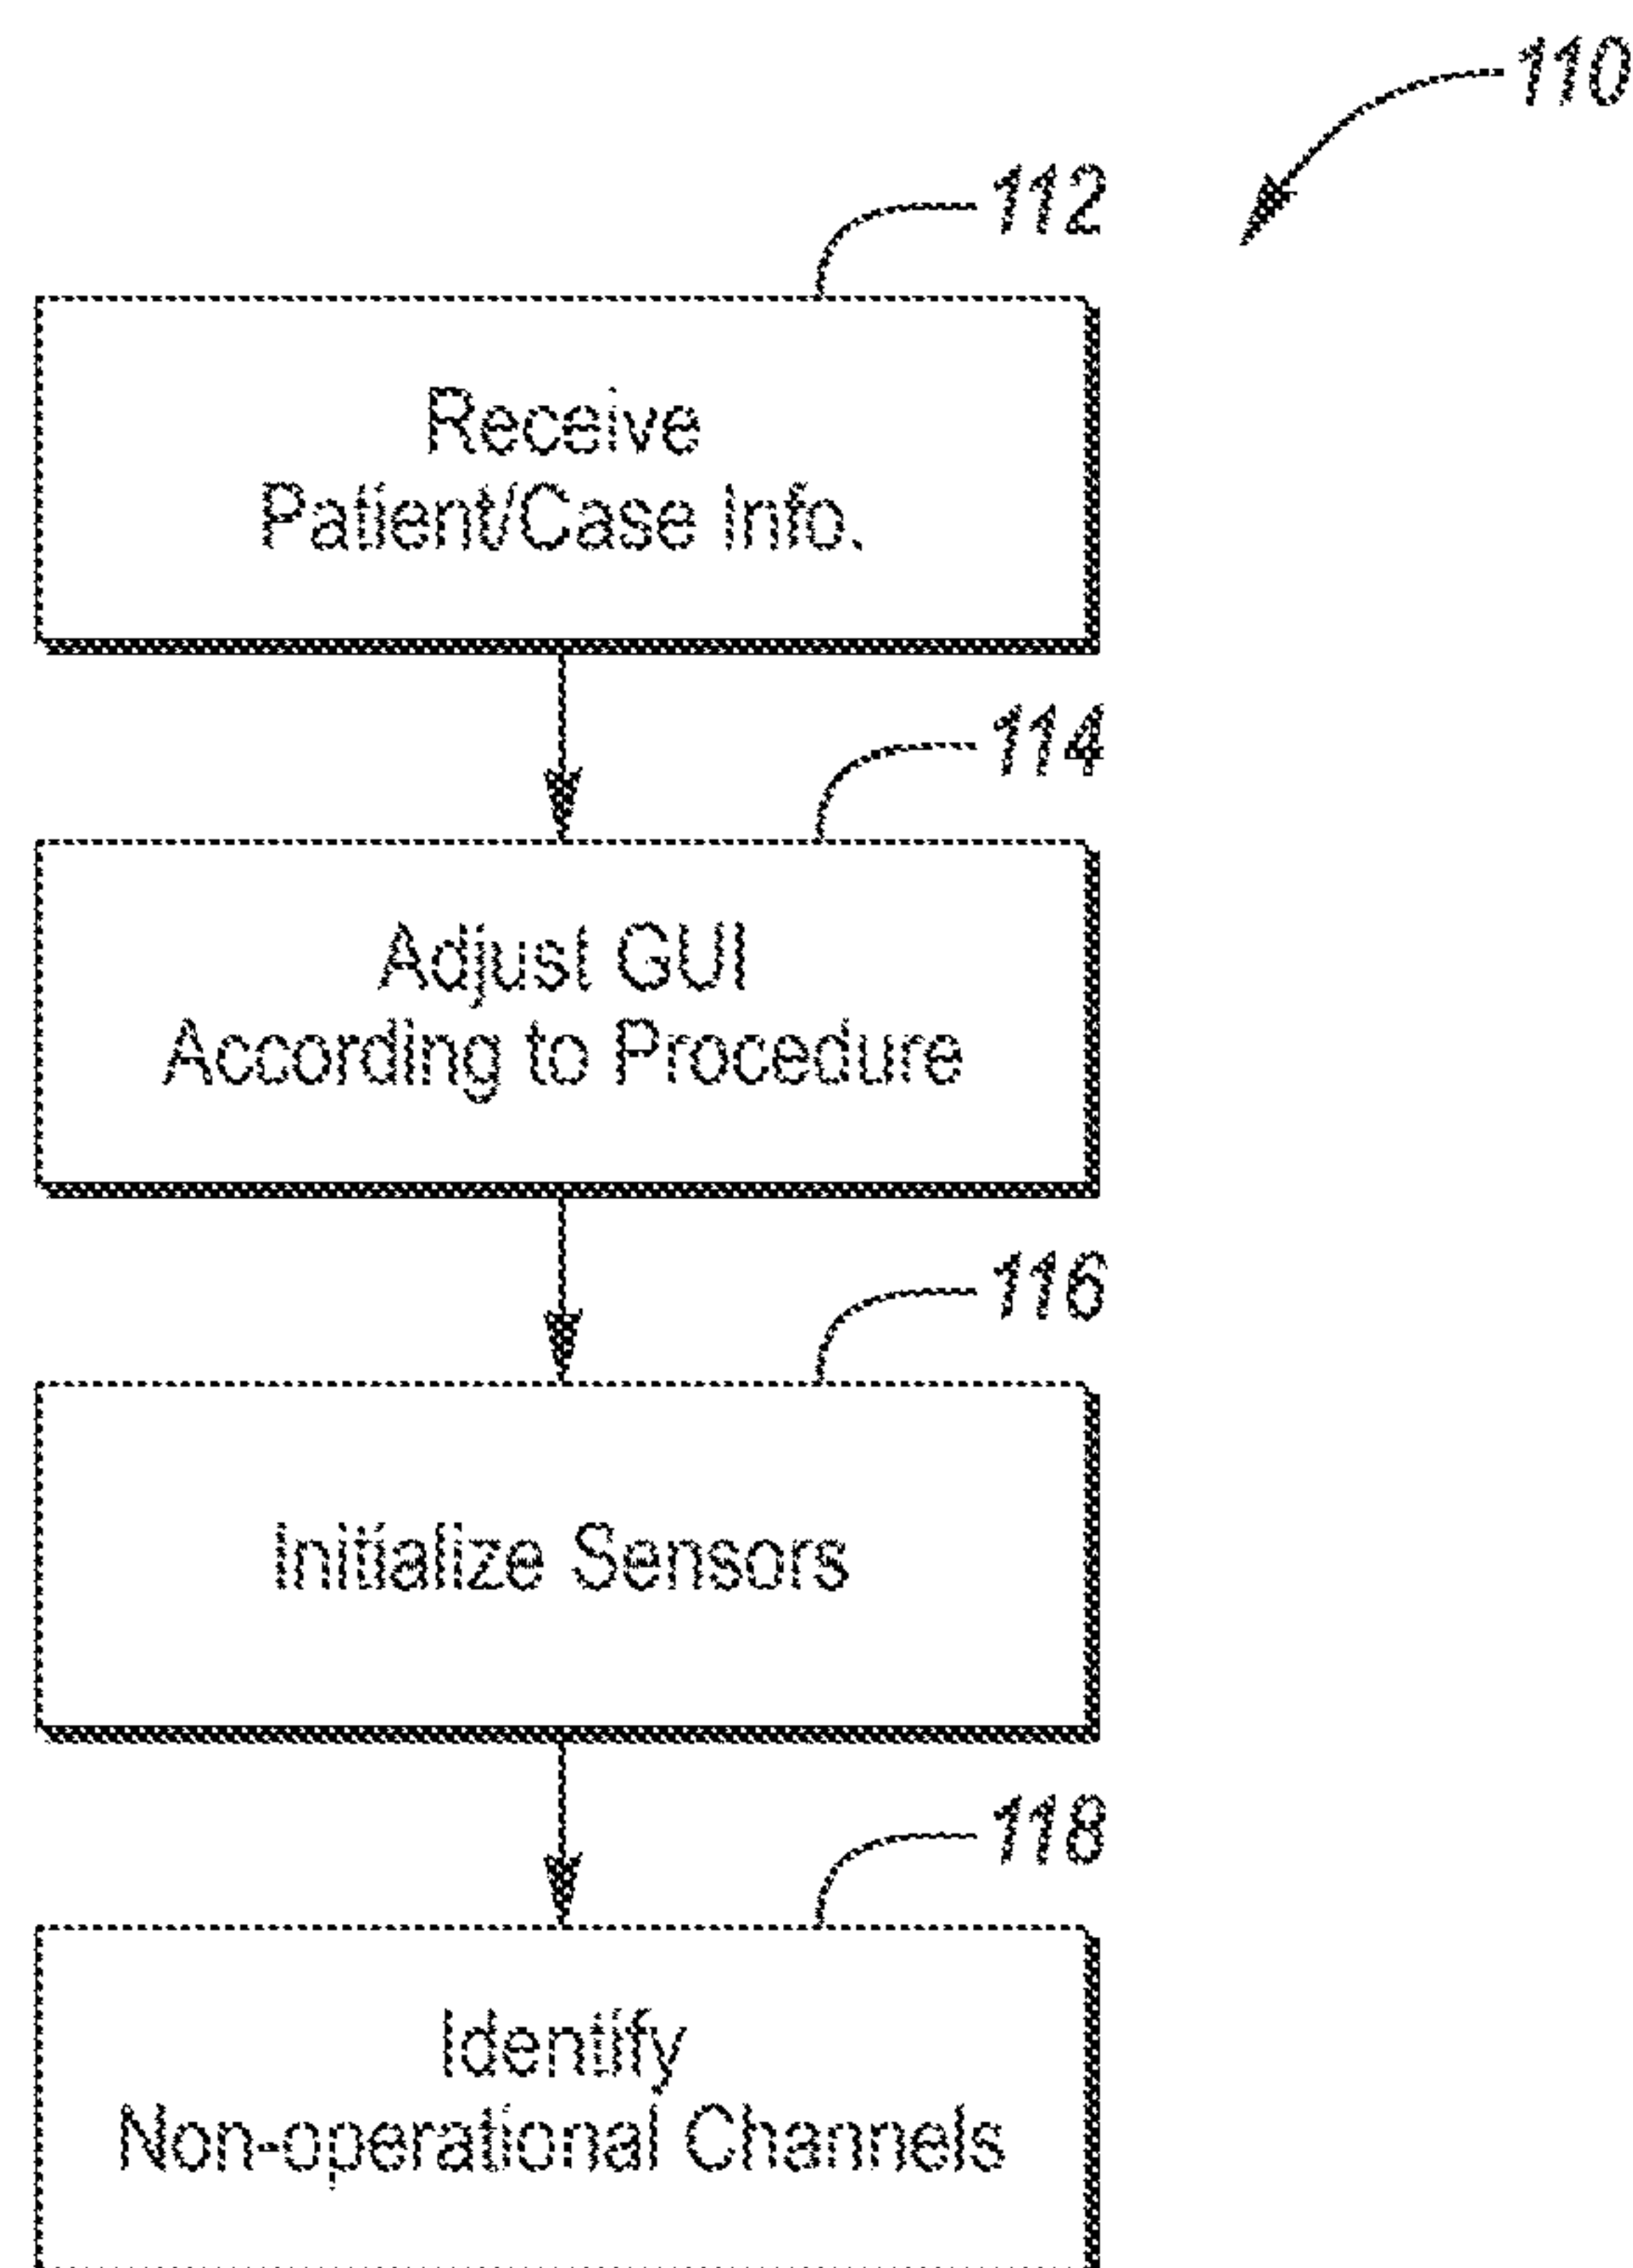 110
112
Receive
Patient/Case Info.
114
Adjust GUI
According to Procedure
116
Initialize Sensors
118
Identify
Non-operational Channels